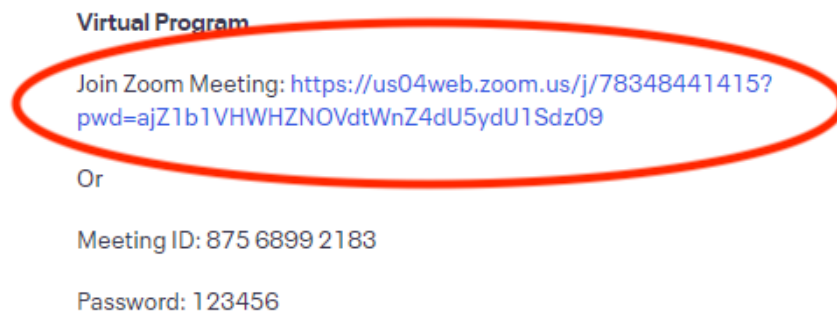 Virtual Program
Join Zoom Meeting: https://us04web.zoom.us/j/78348441415?
pwd=ajZ1b1VHWHZNOVdtWnZ4dU5ydU1Sdz09
Or
Meeting ID: 875 6899 2183
Password: 123456